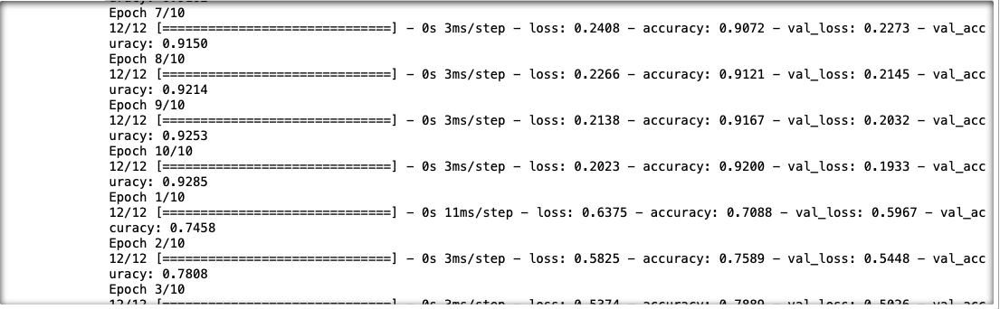 Epoch 7/10
12/12 [==============================] - 0s 3ms/step - loss: 0.2408 - accuracy: 0.9072 - val_loss: 0.2273 - val_acc
uracy: 0.9150
Epoch 8/10
12/12 [==============================] - 0s 3ms/step - loss: 0.2266 - accuracy: 0.9121 - val_loss: 0.2145 - val_acc
uracy: 0.9214
Epoch 9/10
12/12 [==============================] - 0s 3ms/step - loss: 0.2138 - accuracy: 0.9167 - val_loss: 0.2032 - val_acc
uracy: 0.9253
Epoch 10/10
12/12 [==============================] - 0s 3ms/step - loss: 0.2023 - accuracy: 0.9200 - val_loss: 0.1933 - val_acc
uracy: 0.9285
Epoch 1/10
12/12 [==============================] - 0s 11ms/step - loss: 0.6375 - accuracy: 0.7088 - val_loss: 0.5967 - val_ac
curacy: 0.7458
Epoch 2/10
12/12 [==============================] - 0s 3ms/step - loss: 0.5825 - accuracy: 0.7589 - val_loss: 0.5448 - val_acc
uracy: 0.7808
Epoch 3/10
12/12 [==============================] - 0s 3ms/step - loss: 0.5374 - accuracy: 0.7889 - val_loss: 0.5026 - val_acc